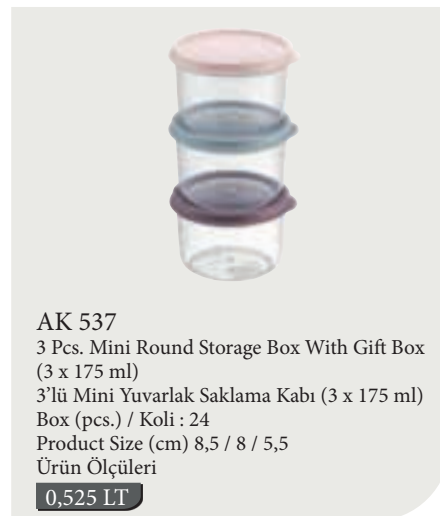 AK 537
3 Pcs. Mini Round Storage Box With Gift Box
(3 x 175 ml)
3’lü Mini Yuvarlak Saklama Kabı (3 x 175 ml)
Box (pcs.) / Koli : 24
Product Size (cm) 8,5 / 8 / 5,5
Ürün Ölçüleri
0,525 LT